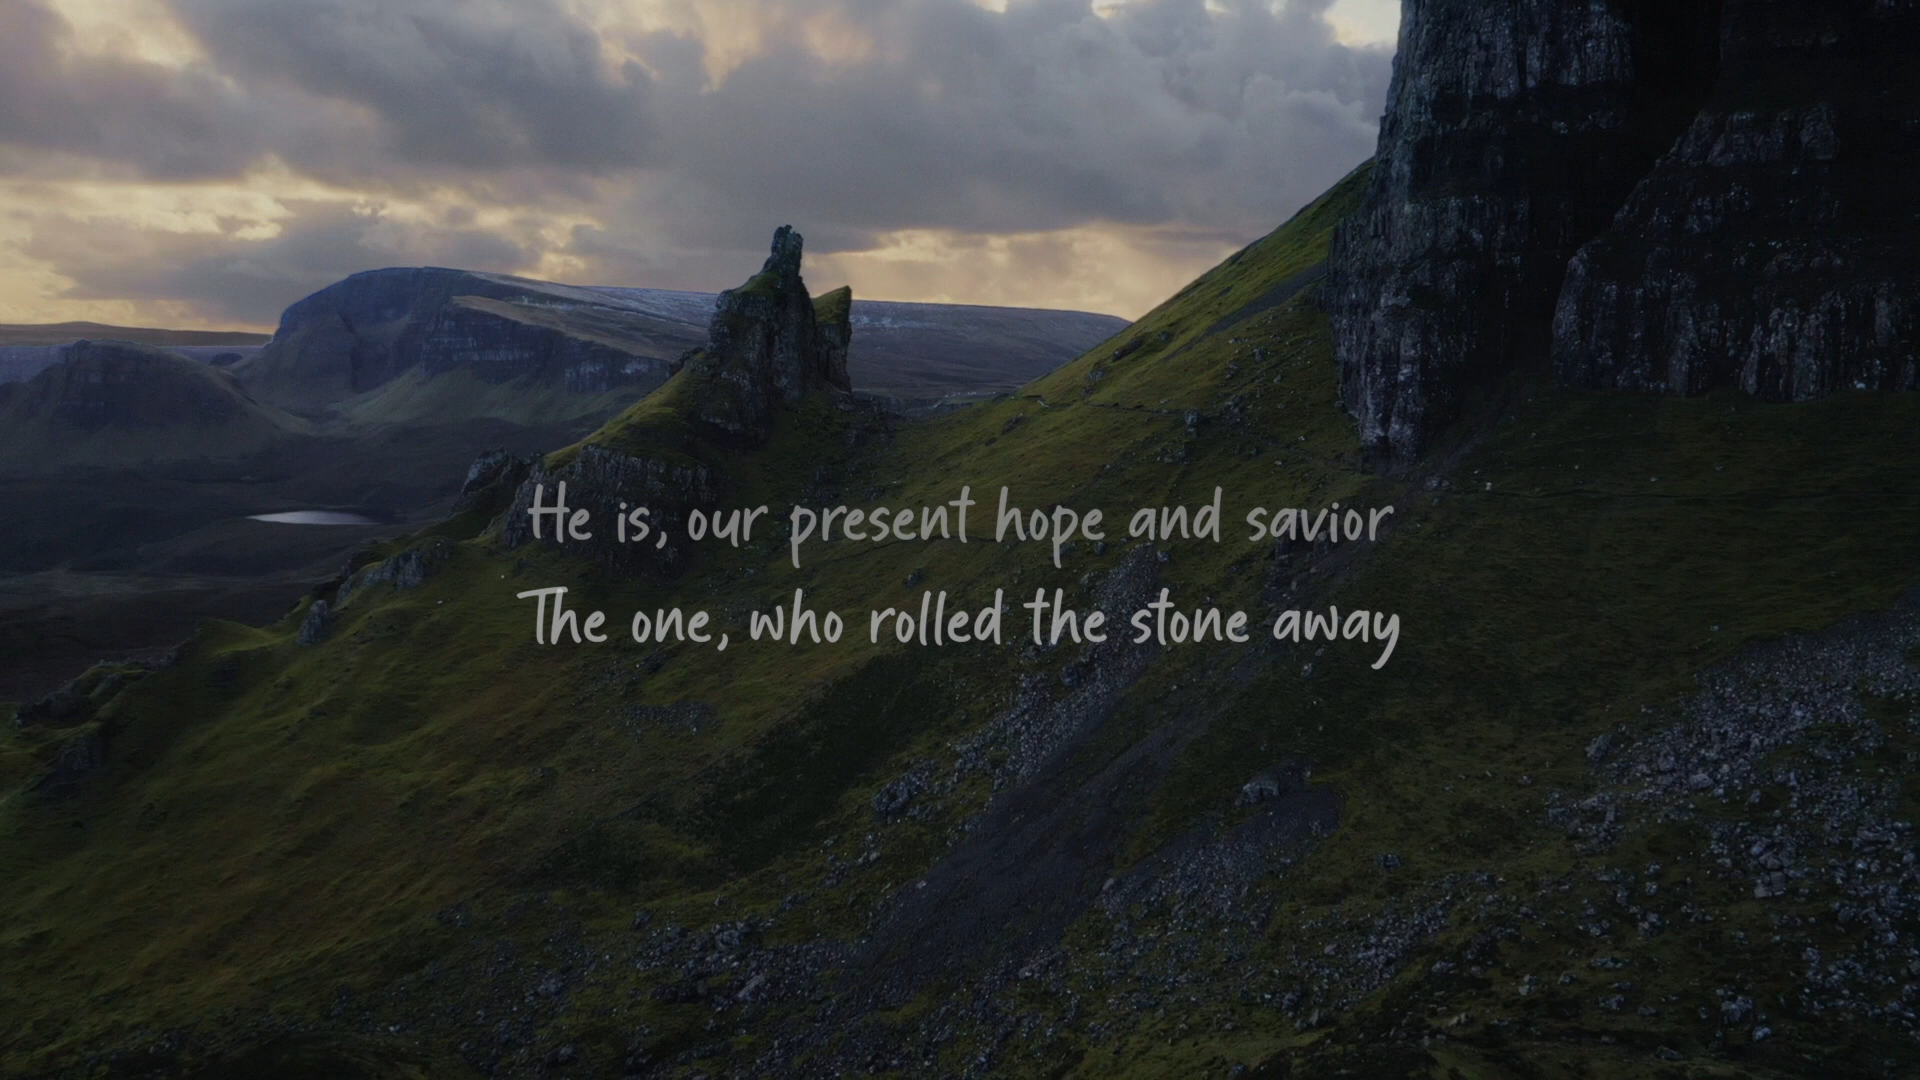 He is, our present hope and savior
The one, who rolled the stone away